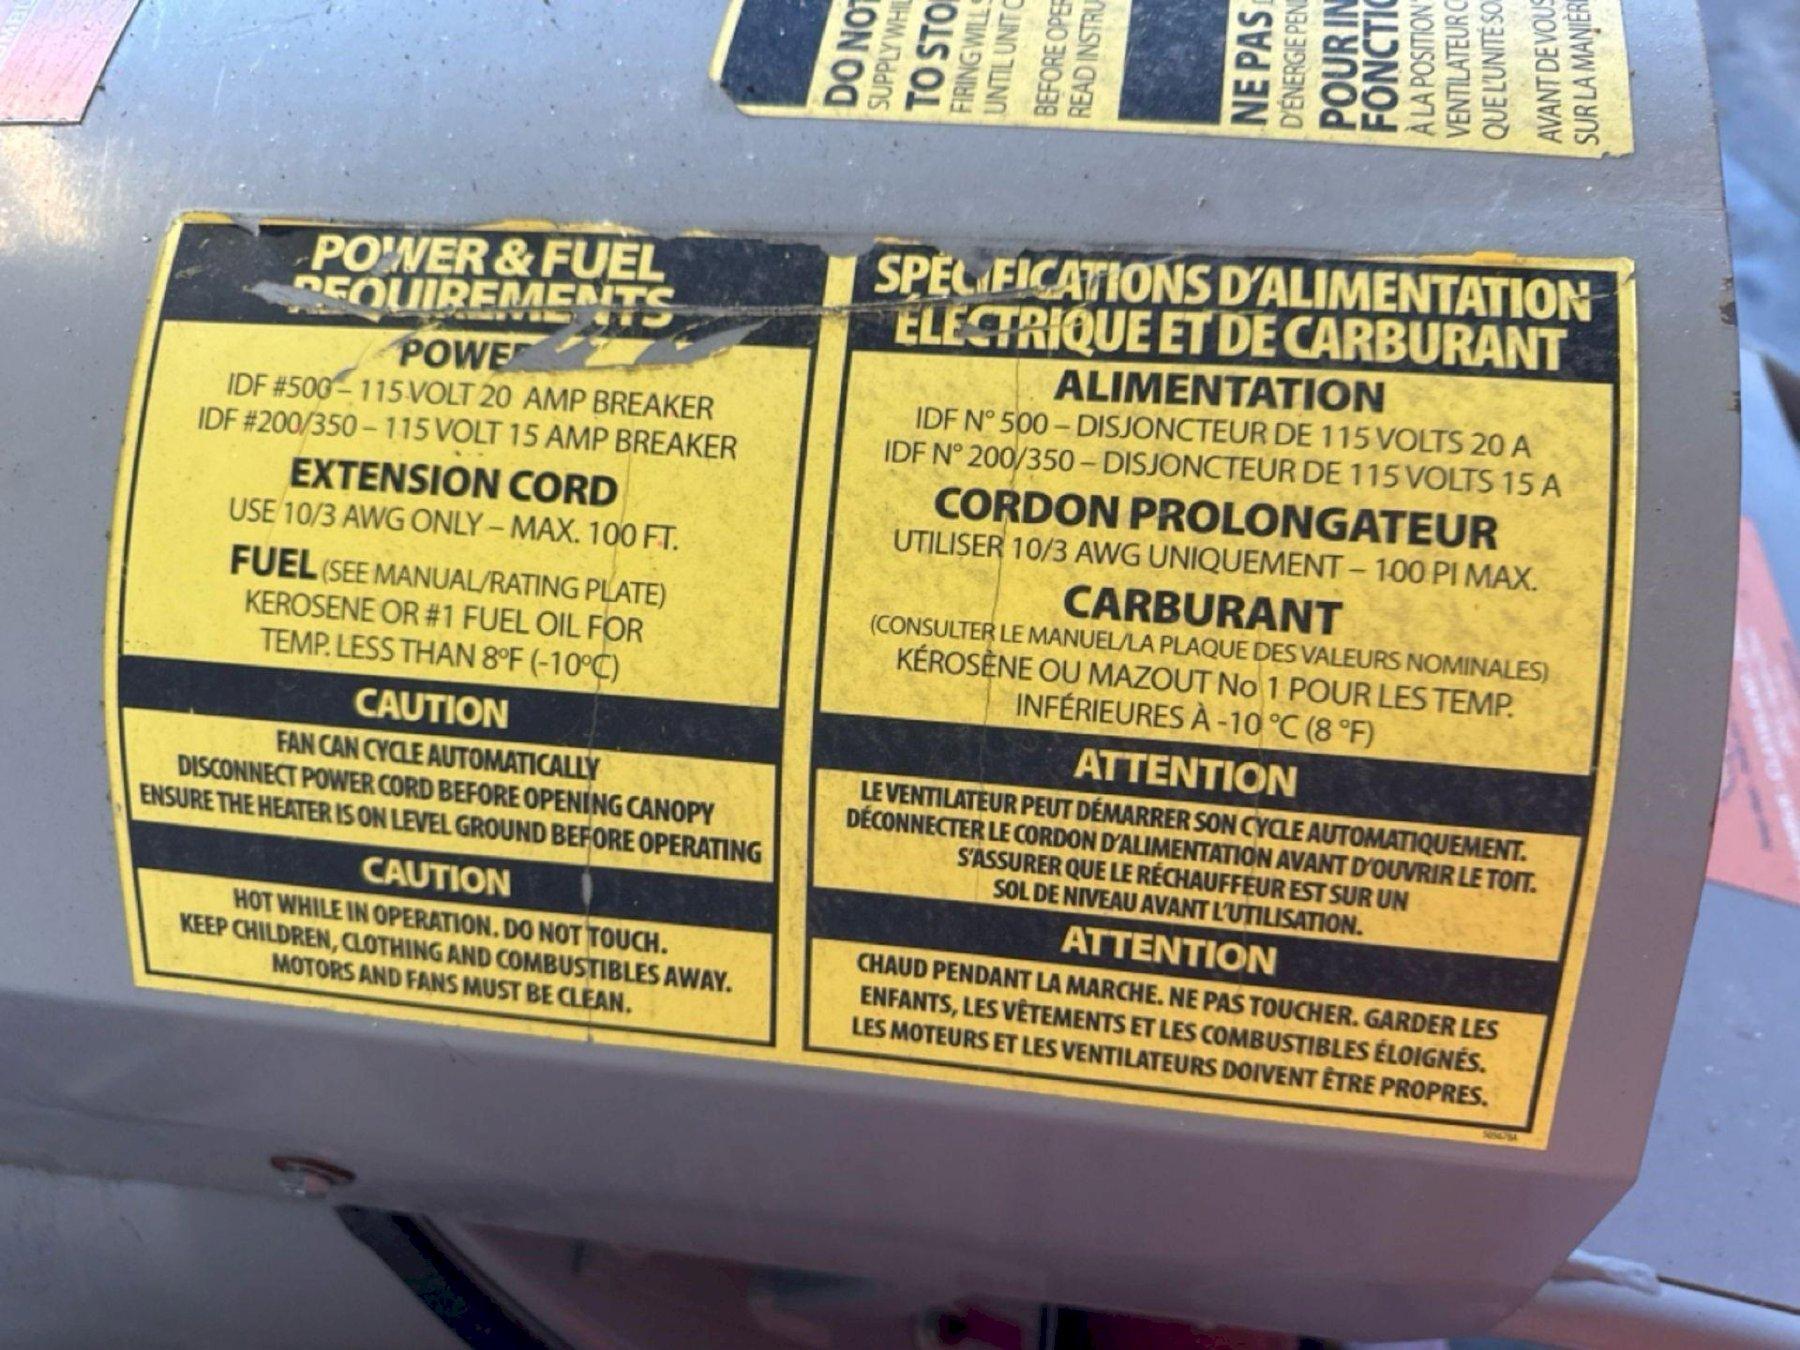 DO NOT
SUPPLY WHIL
TO STO
FIRING WILL
UNTIL UNIT C
BEFORE OPER
READ INSTRU
NE PAS
D'ÉNERGIE PEN
POUR IN
FONCTIO
À LA POSITION
VENTILATEUR C
QUE L'UNITÉ SO
AVANT DE VOUS
SUR LA MANIÈR
POWER & FUEL
REQUIREMENTS
POWER
IDF #500 – 115 VOLT 20 AMP BREAKER
IDF #200/350 – 115 VOLT 15 AMP BREAKER
EXTENSION CORD
USE 10/3 AWG ONLY – MAX. 100 FT.
FUEL (SEE MANUAL/RATING PLATE)
KEROSENE OR #1 FUEL OIL FOR
TEMP. LESS THAN 8ºF (-10ºC)
CAUTION
FAN CAN CYCLE AUTOMATICALLY
DISCONNECT POWER CORD BEFORE OPENING CANOPY
ENSURE THE HEATER IS ON LEVEL GROUND BEFORE OPERATING
CAUTION
HOT WHILE IN OPERATION. DO NOT TOUCH.
KEEP CHILDREN, CLOTHING AND COMBUSTIBLES AWAY.
MOTORS AND FANS MUST BE CLEAN.
SPÉCIFICATIONS D'ALIMENTATION
ÉLECTRIQUE ET DE CARBURANT
ALIMENTATION
IDF N° 500 – DISJONCTEUR DE 115 VOLTS 20 A
IDF N° 200/350 – DISJONCTEUR DE 115 VOLTS 15 A
CORDON PROLONGATEUR
UTILISER 10/3 AWG UNIQUEMENT – 100 PI MAX.
CARBURANT
(CONSULTER LE MANUEL/LA PLAQUE DES VALEURS NOMINALES)
KÉROSÈNE OU MAZOUT No 1 POUR LES TEMP.
INFÉRIEURES À -10 °C (8 °F)
ATTENTION
LE VENTILATEUR PEUT DÉMARRER SON CYCLE AUTOMATIQUEMENT.
DÉCONNECTER LE CORDON D'ALIMENTATION AVANT D'OUVRIR LE TOIT.
S'ASSURER QUE LE RÉCHAUFFEUR EST SUR UN
SOL DE NIVEAU AVANT L'UTILISATION.
ATTENTION
CHAUD PENDANT LA MARCHE. NE PAS TOUCHER. GARDER LES
ENFANTS, LES VÊTEMENTS ET LES COMBUSTIBLES ÉLOIGNÉS.
LES MOTEURS ET LES VENTILATEURS DOIVENT ÊTRE PROPRES.